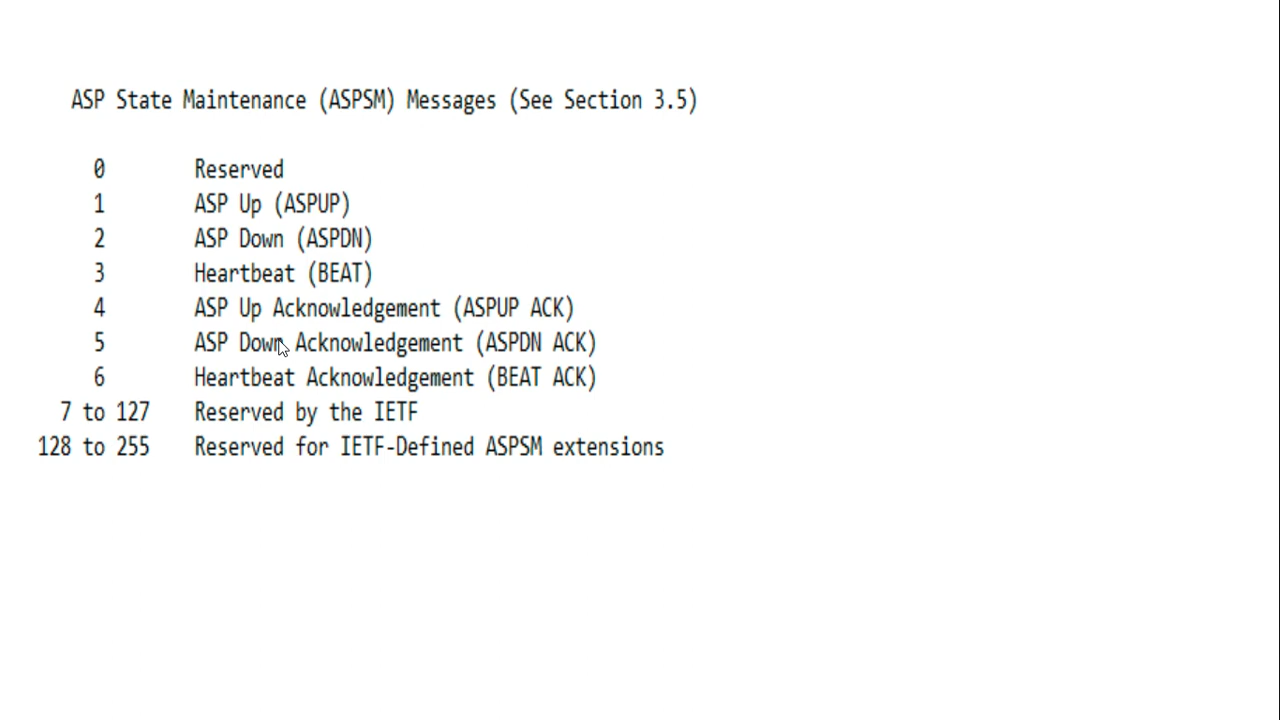 ASP State Maintenance (ASPSM) Messages (See Section 3.5)
0 Reserved
1 ASP Up (ASPUP)
2 ASP Down (ASPDN)
3 Heartbeat (BEAT)
4 ASP Up Acknowledgement (ASPUP ACK)
5 ASP Down Acknowledgement (ASPDN ACK)
6 Heartbeat Acknowledgement (BEAT ACK)
7 to 127 Reserved by the IETF
128 to 255 Reserved for IETF-Defined ASPSM extensions